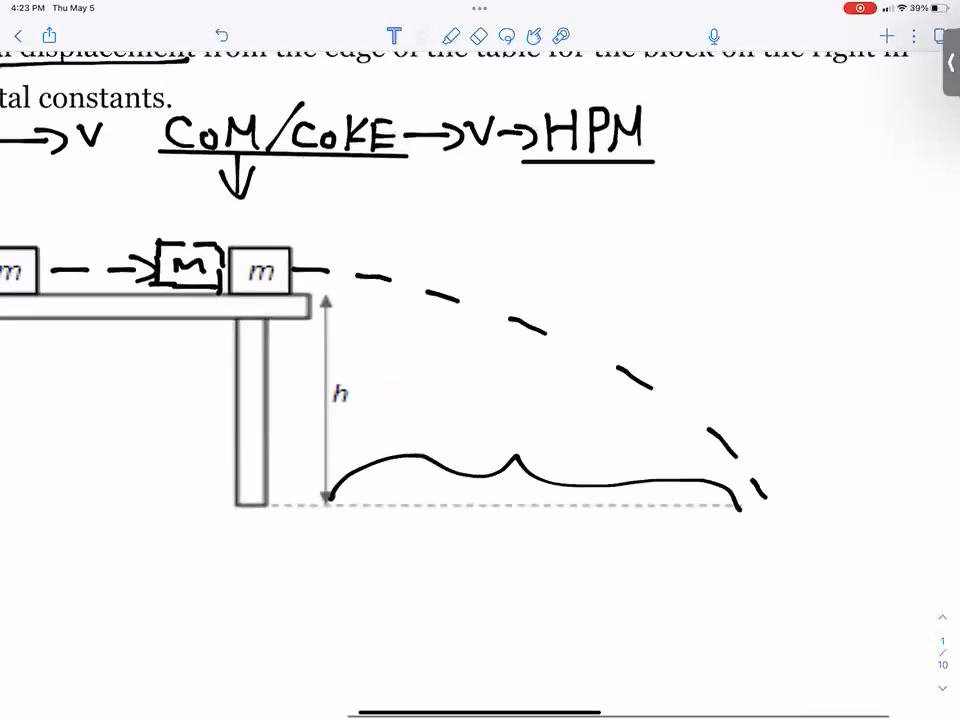 4:23 PM Thu May 5
39%
displacement from the edge of the table for the block on the right in
tal constants.
V CoM/CoKE V HPM
m m m
h
1
/
10